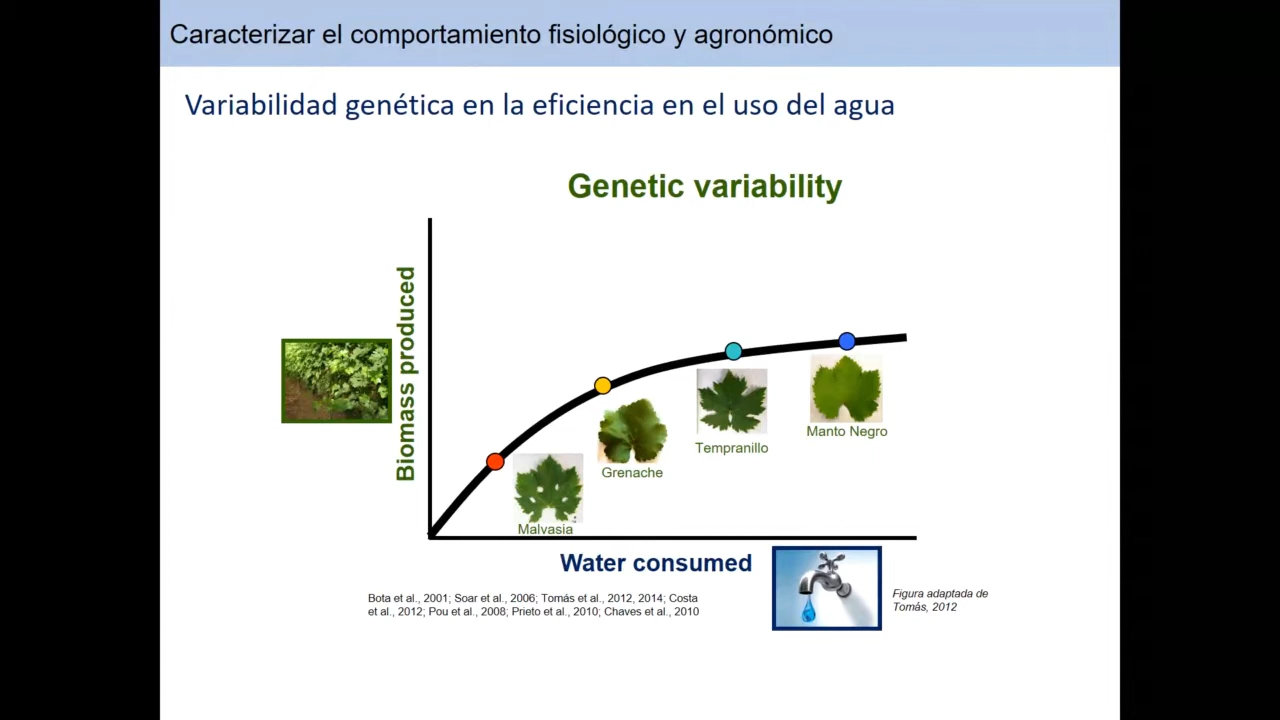 Caracterizar el comportamiento fisiológico y agronómico
Variabilidad genética en la eficiencia en el uso del agua
Genetic variability
Biomass produced
Malvasia
Grenache
Tempranillo
Manto Negro
Water consumed
Bota et al., 2001; Soar et al., 2006; Tomás et al., 2012, 2014; Costa
et al., 2012; Pou et al., 2008; Prieto et al., 2010; Chaves et al., 2010
Figura adaptada de
Tomás, 2012